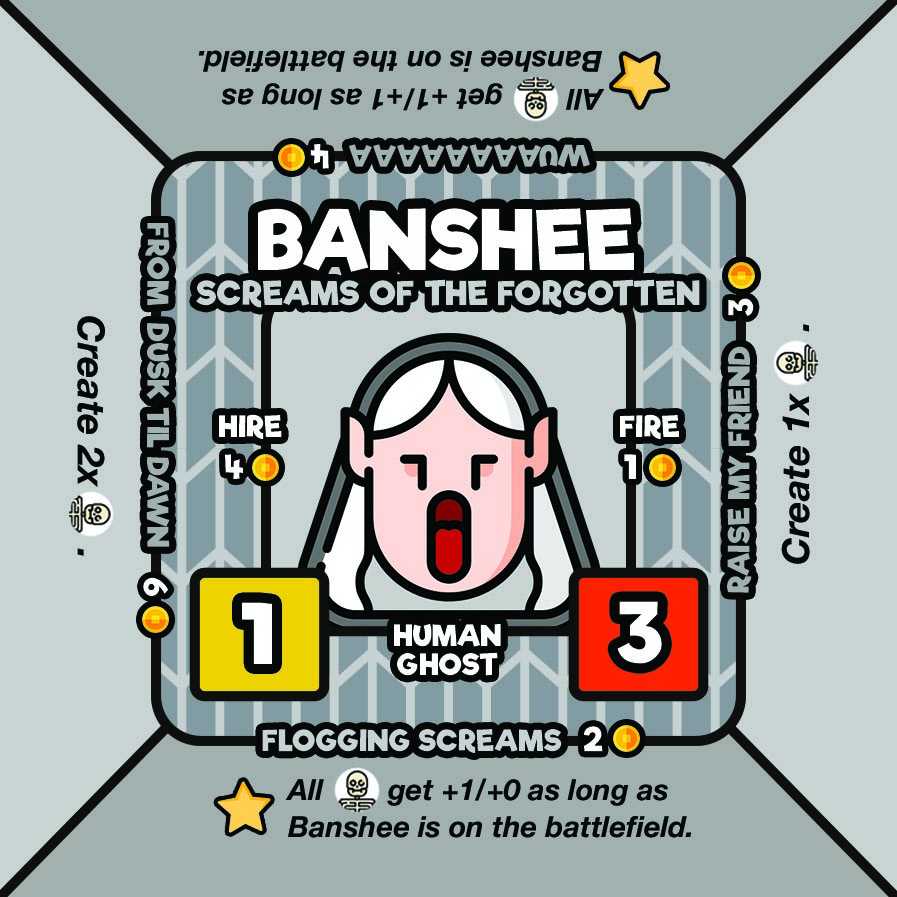 All get +1/+1 as long as
Banshee is on the battlefield.
WUAAAAAAAAAA 4
BANSHEE
SCREAMS OF THE FORGOTTEN
FROM DUSK TIL DAWN 6
Create 2x .
HIRE
4
FIRE
1
RAISE MY FRIEND 3
Create 1x .
1
HUMAN
GHOST
3
FLOGGING SCREAMS 2
All get +1/+0 as long as
Banshee is on the battlefield.